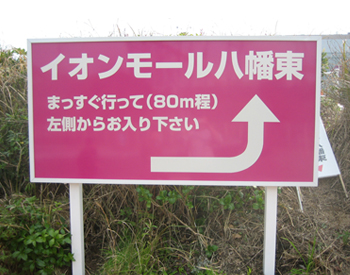 イオンモール八幡東
まっすぐ行って(80m程)
左側からお入り下さい